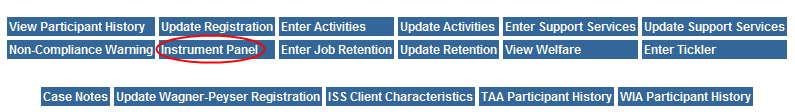 View Participant History Update Registration Enter Activities Update Activities Enter Support Services Update Support Services
Non-Compliance Warning Instrument Panel Enter Job Retention Update Retention View Welfare Enter Tickler
Case Notes Update Wagner-Peyser Registration ISS Client Characteristics TAA Participant History WIA Participant History